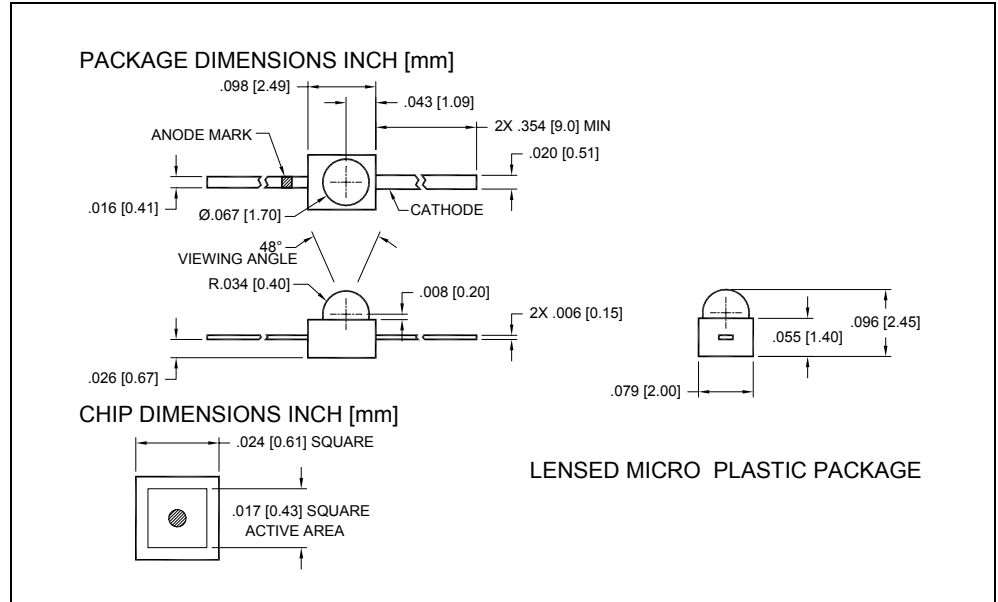 PACKAGE DIMENSIONS INCH [mm]
.098 [2.49]
.043 [1.09]
2X .354 [9.0] MIN
ANODE MARK
.020 [0.51]
.016 [0.41]
Ø.067 [1.70]
CATHODE
48°
VIEWING ANGLE
R.034 [0.40]
.008 [0.20]
2X .006 [0.15]
.096 [2.45]
.055 [1.40]
.026 [0.67]
.079 [2.00]
CHIP DIMENSIONS INCH [mm]
.024 [0.61] SQUARE
LENSED MICRO PLASTIC PACKAGE
.017 [0.43] SQUARE
ACTIVE AREA